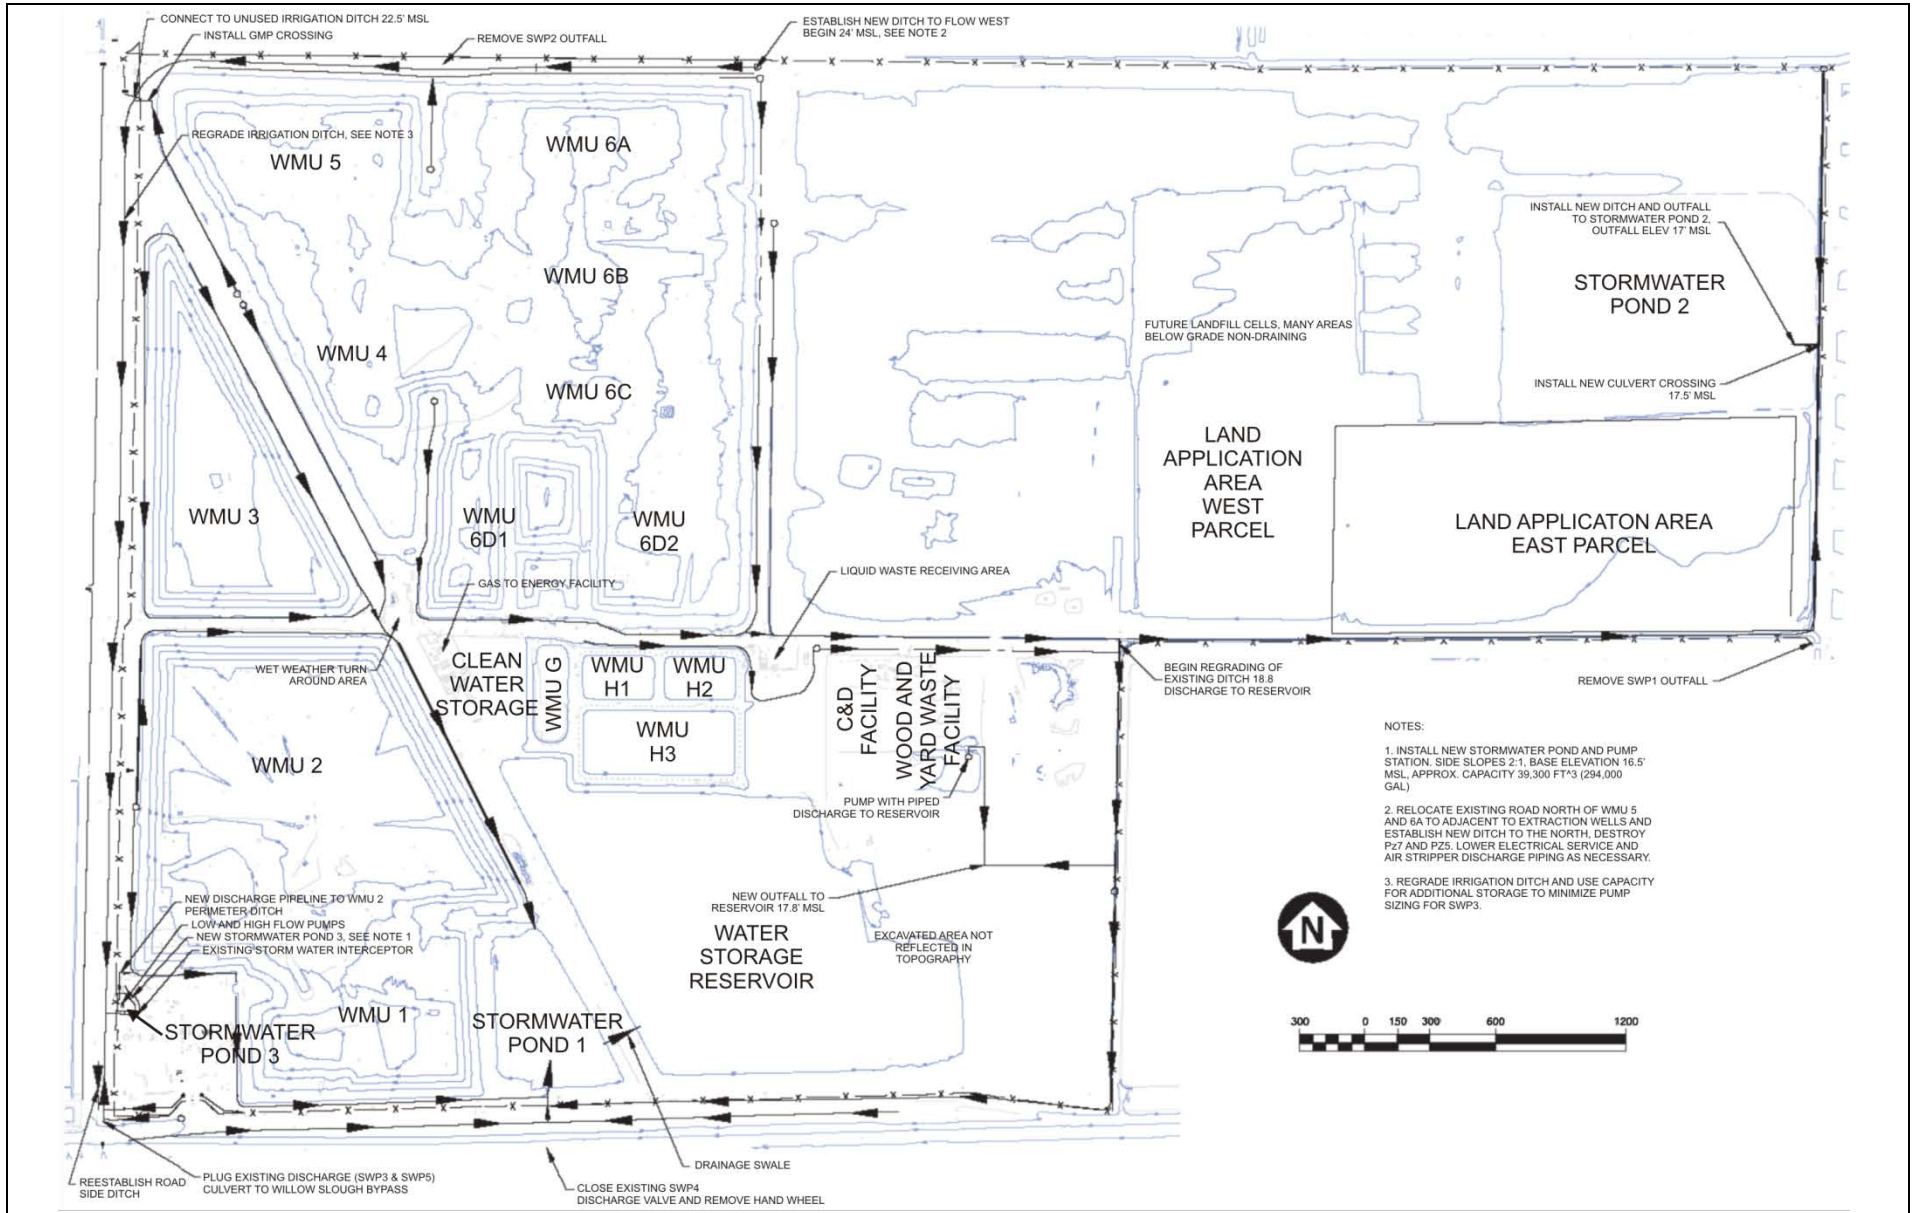 CONNECT TO UNUSED IRRIGATION DITCH 22.5' MSL
INSTALL GMP CROSSING
REMOVE SWP2 OUTFALL
ESTABLISH NEW DITCH TO FLOW WEST
BEGIN 24' MSL, SEE NOTE 2
REGRADE IRRIGATION DITCH, SEE NOTE 3
WMU 5
WMU 6A
WMU 6B
WMU 4
WMU 6C
INSTALL NEW DITCH AND OUTFALL
TO STORMWATER POND 2,
OUTFALL ELEV 17' MSL
STORMWATER
POND 2
FUTURE LANDFILL CELLS, MANY AREAS
BELOW GRADE NON-DRAINING
INSTALL NEW CULVERT CROSSING
17.5' MSL
LAND
APPLICATION
AREA
WEST
PARCEL
LAND APPLICATON AREA
EAST PARCEL
WMU 3
WMU
6D1
WMU
6D2
GAS TO ENERGY FACILITY
LIQUID WASTE RECEIVING AREA
WET WEATHER TURN
AROUND AREA
CLEAN
WATER
STORAGE
WMU G
WMU
H1
WMU
H2
WMU
H3
C&D
FACILITY
WOOD AND
YARD WASTE
FACILITY
BEGIN REGRADING OF
EXISTING DITCH 18.8
DISCHARGE TO RESERVOIR
REMOVE SWP1 OUTFALL
WMU 2
PUMP WITH PIPED
DISCHARGE TO RESERVOIR
NEW OUTFALL TO
RESERVOIR 17.8' MSL
WATER
STORAGE
RESERVOIR
EXCAVATED AREA NOT
REFLECTED IN
TOPOGRAPHY
NOTES:
1. INSTALL NEW STORMWATER POND AND PUMP
STATION. SIDE SLOPES 2:1, BASE ELEVATION 16.5'
MSL, APPROX. CAPACITY 39,300 FT^3 (294,000
GAL)
2. RELOCATE EXISTING ROAD NORTH OF WMU 5
AND 6A TO ADJACENT TO EXTRACTION WELLS AND
ESTABLISH NEW DITCH TO THE NORTH, DESTROY
Pz7 AND PZ5. LOWER ELECTRICAL SERVICE AND
AIR STRIPPER DISCHARGE PIPING AS NECESSARY.
3. REGRADE IRRIGATION DITCH AND USE CAPACITY
FOR ADDITIONAL STORAGE TO MINIMIZE PUMP
SIZING FOR SWP3.
NEW DISCHARGE PIPELINE TO WMU 2
PERIMETER DITCH
LOW AND HIGH FLOW PUMPS
NEW STORMWATER POND 3, SEE NOTE 1
EXISTING STORM WATER INTERCEPTOR
STORMWATER
POND 3
WMU 1
STORMWATER
POND 1
N
300 0 150 300 600 1200
DRAINAGE SWALE
REESTABLISH ROAD
SIDE DITCH
PLUG EXISTING DISCHARGE (SWP3 & SWP5)
CULVERT TO WILLOW SLOUGH BYPASS
CLOSE EXISTING SWP4
DISCHARGE VALVE AND REMOVE HAND WHEEL